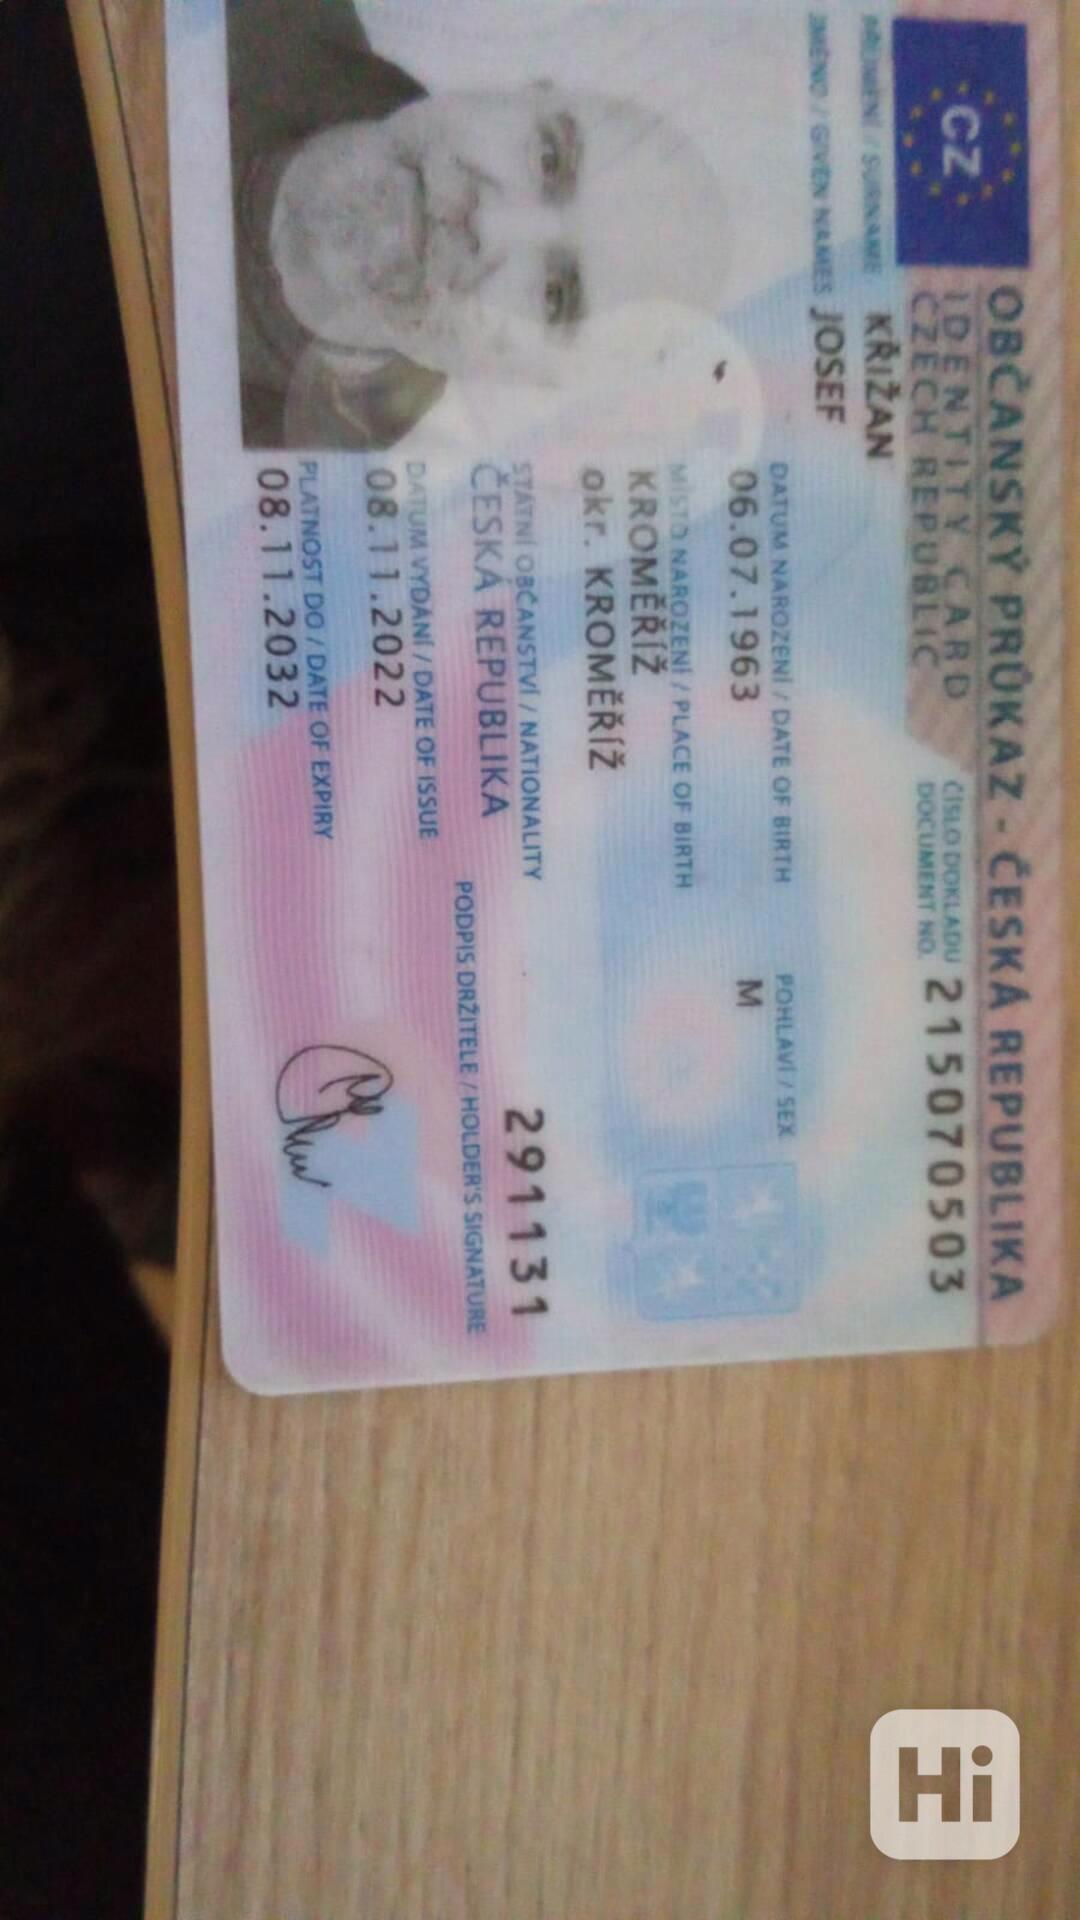 OBČANSKÝ PRŮKAZ - ČESKÁ REPUBLIKA
IDENTITY CARD
CZECH REPUBLIC
CZ
ČÍSLO DOKLADU
DOCUMENT NO.
215070503
PŘÍJMENÍ / SURNAME
KŘIŽAN
JMÉNO / GIVEN NAMES
JOSEF
DATUM NAROZENÍ / DATE OF BIRTH
06.07.1963
POHLAVÍ / SEX
M
MÍSTO NAROZENÍ / PLACE OF BIRTH
KROMĚŘÍŽ
okr. KROMĚŘÍŽ
STÁTNÍ OBČANSTVÍ / NATIONALITY
ČESKÁ REPUBLIKA
291131
DATUM VYDÁNÍ / DATE OF ISSUE
08.11.2022
PODPIS DRŽITELE / HOLDER'S SIGNATURE
PLATNOST DO / DATE OF EXPIRY
08.11.2032
Hi